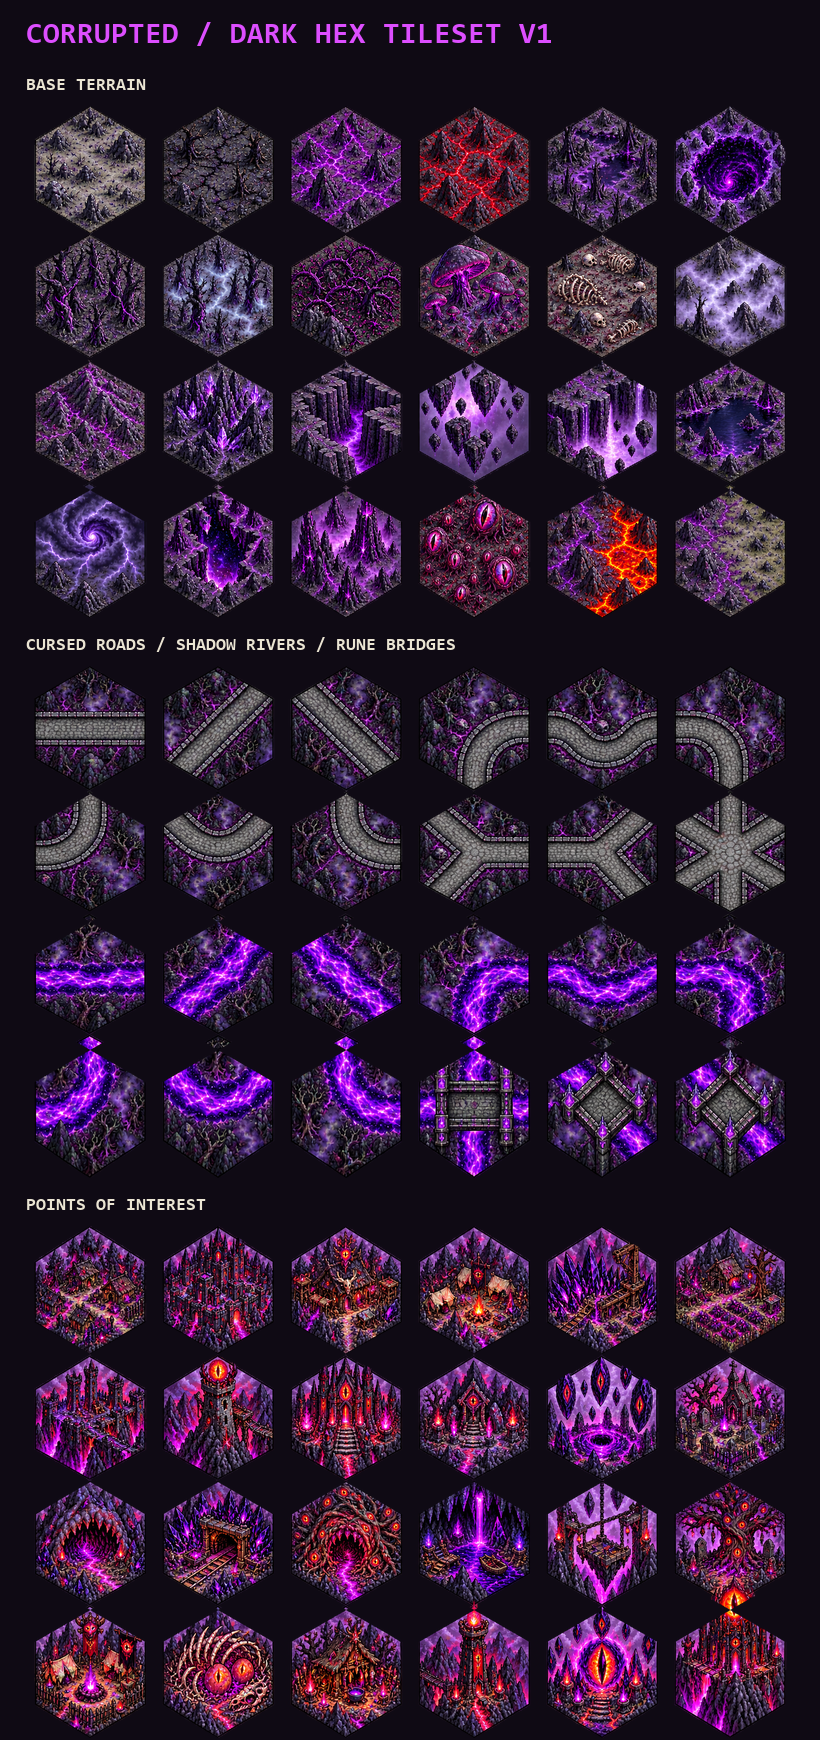 CORRUPTED / DARK HEX TILESET V1
BASE TERRAIN
CURSED ROADS / SHADOW RIVERS / RUNE BRIDGES
POINTS OF INTEREST